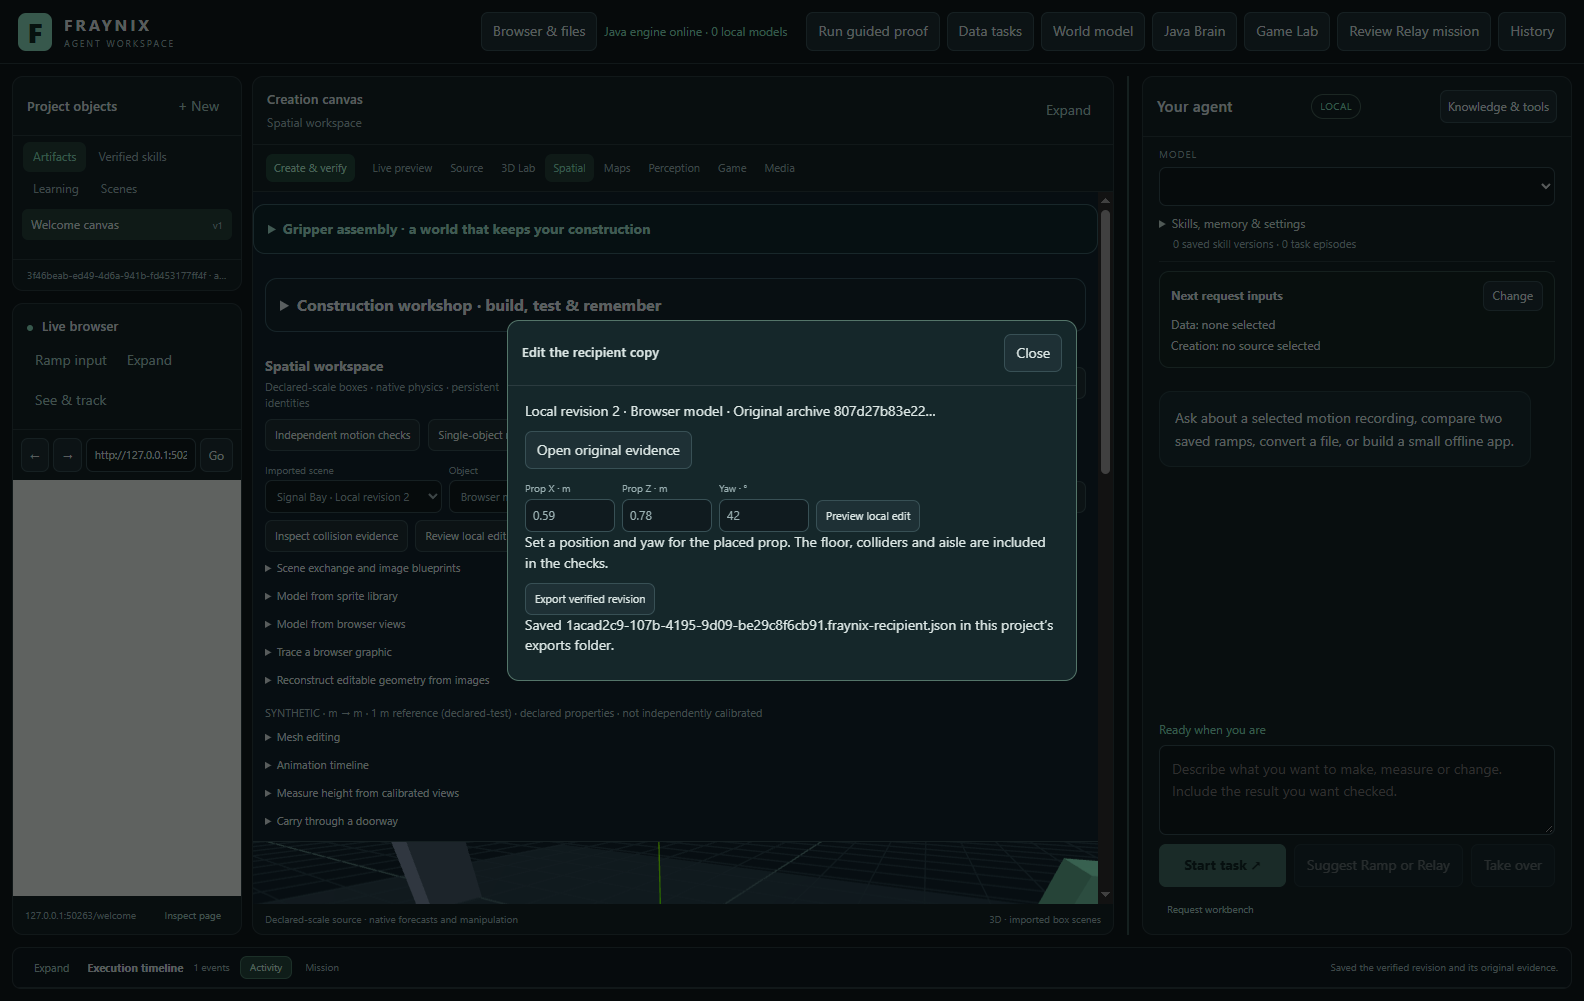 F FRAYNIX
AGENT WORKSPACE
Browser & files
Java engine online · 0 local models
Run guided proof
Data tasks
World model
Java Brain
Game Lab
Review Relay mission
History
Project objects
+ New
Artifacts
Verified skills
Learning
Scenes
Welcome canvas
v1
3f46beab-ed49-4d6a-941b-fd453177ff4f · a...
Live browser
Ramp input
Expand
See & track
←
→
http://127.0.0.1:502
Go
127.0.0.1:50263/welcome
Inspect page
Creation canvas
Spatial workspace
Expand
Create & verify
Live preview
Source
3D Lab
Spatial
Maps
Perception
Game
Media
Gripper assembly · a world that keeps your construction
Construction workshop · build, test & remember
Spatial workspace
Declared-scale boxes · native physics · persistent
identities
Independent motion checks
Single-object
Imported scene
Object
Signal Bay · Local revision 2
Browser
Inspect collision evidence
Review local edit
Scene exchange and image blueprints
Model from sprite library
Model from browser views
Trace a browser graphic
Reconstruct editable geometry from images
SYNTHETIC · m → m · 1 m reference (declared-test) · declared properties · not independently calibrated
Mesh editing
Animation timeline
Measure height from calibrated views
Carry through a doorway
Declared-scale source · native forecasts and manipulation
3D · imported box scenes
Edit the recipient copy
Close
Local revision 2 · Browser model · Original archive 807d27b83e22...
Open original evidence
Prop X · m
Prop Z · m
Yaw · °
0.59
0.78
42
Preview local edit
Set a position and yaw for the placed prop. The floor, colliders and aisle are included
in the checks.
Export verified revision
Saved 1acad2c9-107b-4195-9d09-be29c8f6cb91.fraynix-recipient.json in this project's
exports folder.
Your agent
LOCAL
Knowledge & tools
MODEL
Skills, memory & settings
0 saved skill versions · 0 task episodes
Next request inputs
Change
Data: none selected
Creation: no source selected
Ask about a selected motion recording, compare two
saved ramps, convert a file, or build a small offline app.
Ready when you are
Describe what you want to make, measure or change.
Include the result you want checked.
Start task ↗
Suggest Ramp or Relay
Take over
Request workbench
Expand
Execution timeline
1 events
Activity
Mission
Saved the verified revision and its original evidence.